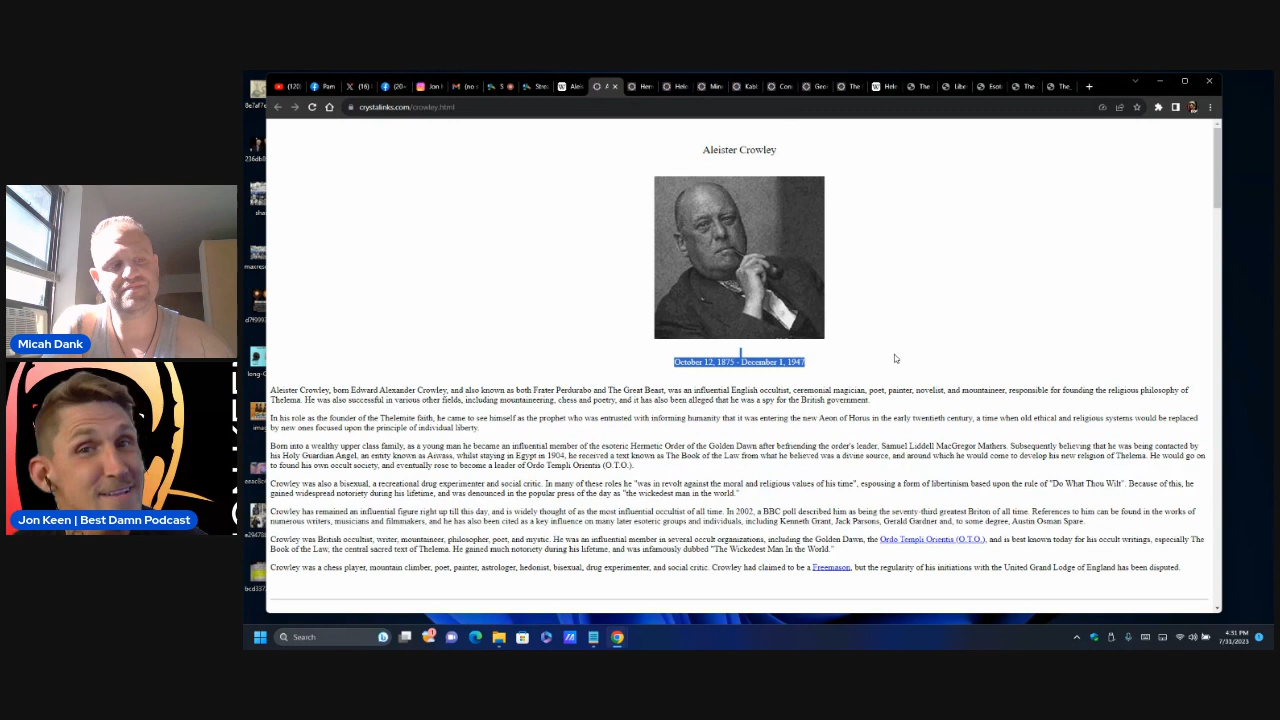 (120)
Pam
(16)
(20+
Jon I
(no s
S
Stre
Alei
A
Her
Hele
Min
Kabl
Con
Geo
The S
Hele
The
Libe
Esot
The
The_
crystalinks.com/crowley.html
Aleister Crowley
October 12, 1875 - December 1, 1947
Aleister Crowley, born Edward Alexander Crowley, and also known as both Frater Perdurabo and The Great Beast, was an influential English occultist, ceremonial magician, poet, painter, novelist, and mountaineer, responsible for founding the religious philosophy of
Thelema. He was also successful in various other fields, including mountaineering, chess and poetry, and it has also been alleged that he was a spy for the British government.
In his role as the founder of the Thelemite faith, he came to see himself as the prophet who was entrusted with informing humanity that it was entering the new Aeon of Horus in the early twentieth century, a time when old ethical and religious systems would be replaced
by new ones focused upon the principle of individual liberty.
Born into a wealthy upper class family, as a young man he became an influential member of the esoteric Hermetic Order of the Golden Dawn after befriending the order's leader, Samuel Liddell MacGregor Mathers. Subsequently believing that he was being contacted by
his Holy Guardian Angel, an entity known as Aiwass, whilst staying in Egypt in 1904, he received a text known as The Book of the Law from what he believed was a divine source, and around which he would come to develop his new religion of Thelema. He would go on
to found his own occult society, and eventually rose to become a leader of Ordo Templi Orientis (O.T.O.).
Crowley was also a bisexual, a recreational drug experimenter and social critic. In many of these roles he "was in revolt against the moral and religious values of his time", espousing a form of libertinism based upon the rule of "Do What Thou Wilt". Because of this, he
gained widespread notoriety during his lifetime, and was denounced in the popular press of the day as "the wickedest man in the world."
Crowley has remained an influential figure right up till this day, and is widely thought of as the most influential occultist of all time. In 2002, a BBC poll described him as being the seventy-third greatest Briton of all time. References to him can be found in the works of
numerous writers, musicians and filmmakers, and he has also been cited as a key influence on many later esoteric groups and individuals, including Kenneth Grant, Jack Parsons, Gerald Gardner and, to some degree, Austin Osman Spare.
Crowley was British occultist, writer, mountaineer, philosopher, poet, and mystic. He was an influential member in several occult organizations, including the Golden Dawn, the Ordo Templi Orientis (O.T.O.), and is best known today for his occult writings, especially The
Book of the Law, the central sacred text of Thelema. He gained much notoriety during his lifetime, and was infamously dubbed "The Wickedest Man In the World."
Crowley was a chess player, mountain climber, poet, painter, astrologer, hedonist, bisexual, drug experimenter, and social critic. Crowley had claimed to be a Freemason, but the regularity of his initiations with the United Grand Lodge of England has been disputed.
Micah Dank
Jon Keen | Best Damn Podcast
Search
4:31 PM
7/31/2023